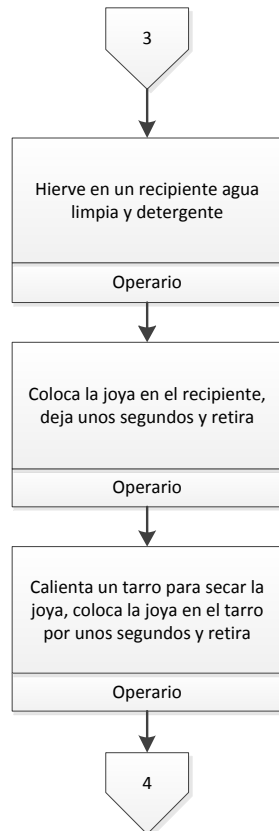 3
Hierve en un recipiente agua
limpia y detergente
Operario
Coloca la joya en el recipiente,
deja unos segundos y retira
Operario
Calienta un tarro para secar la
joya, coloca la joya en el tarro
por unos segundos y retira
Operario
4